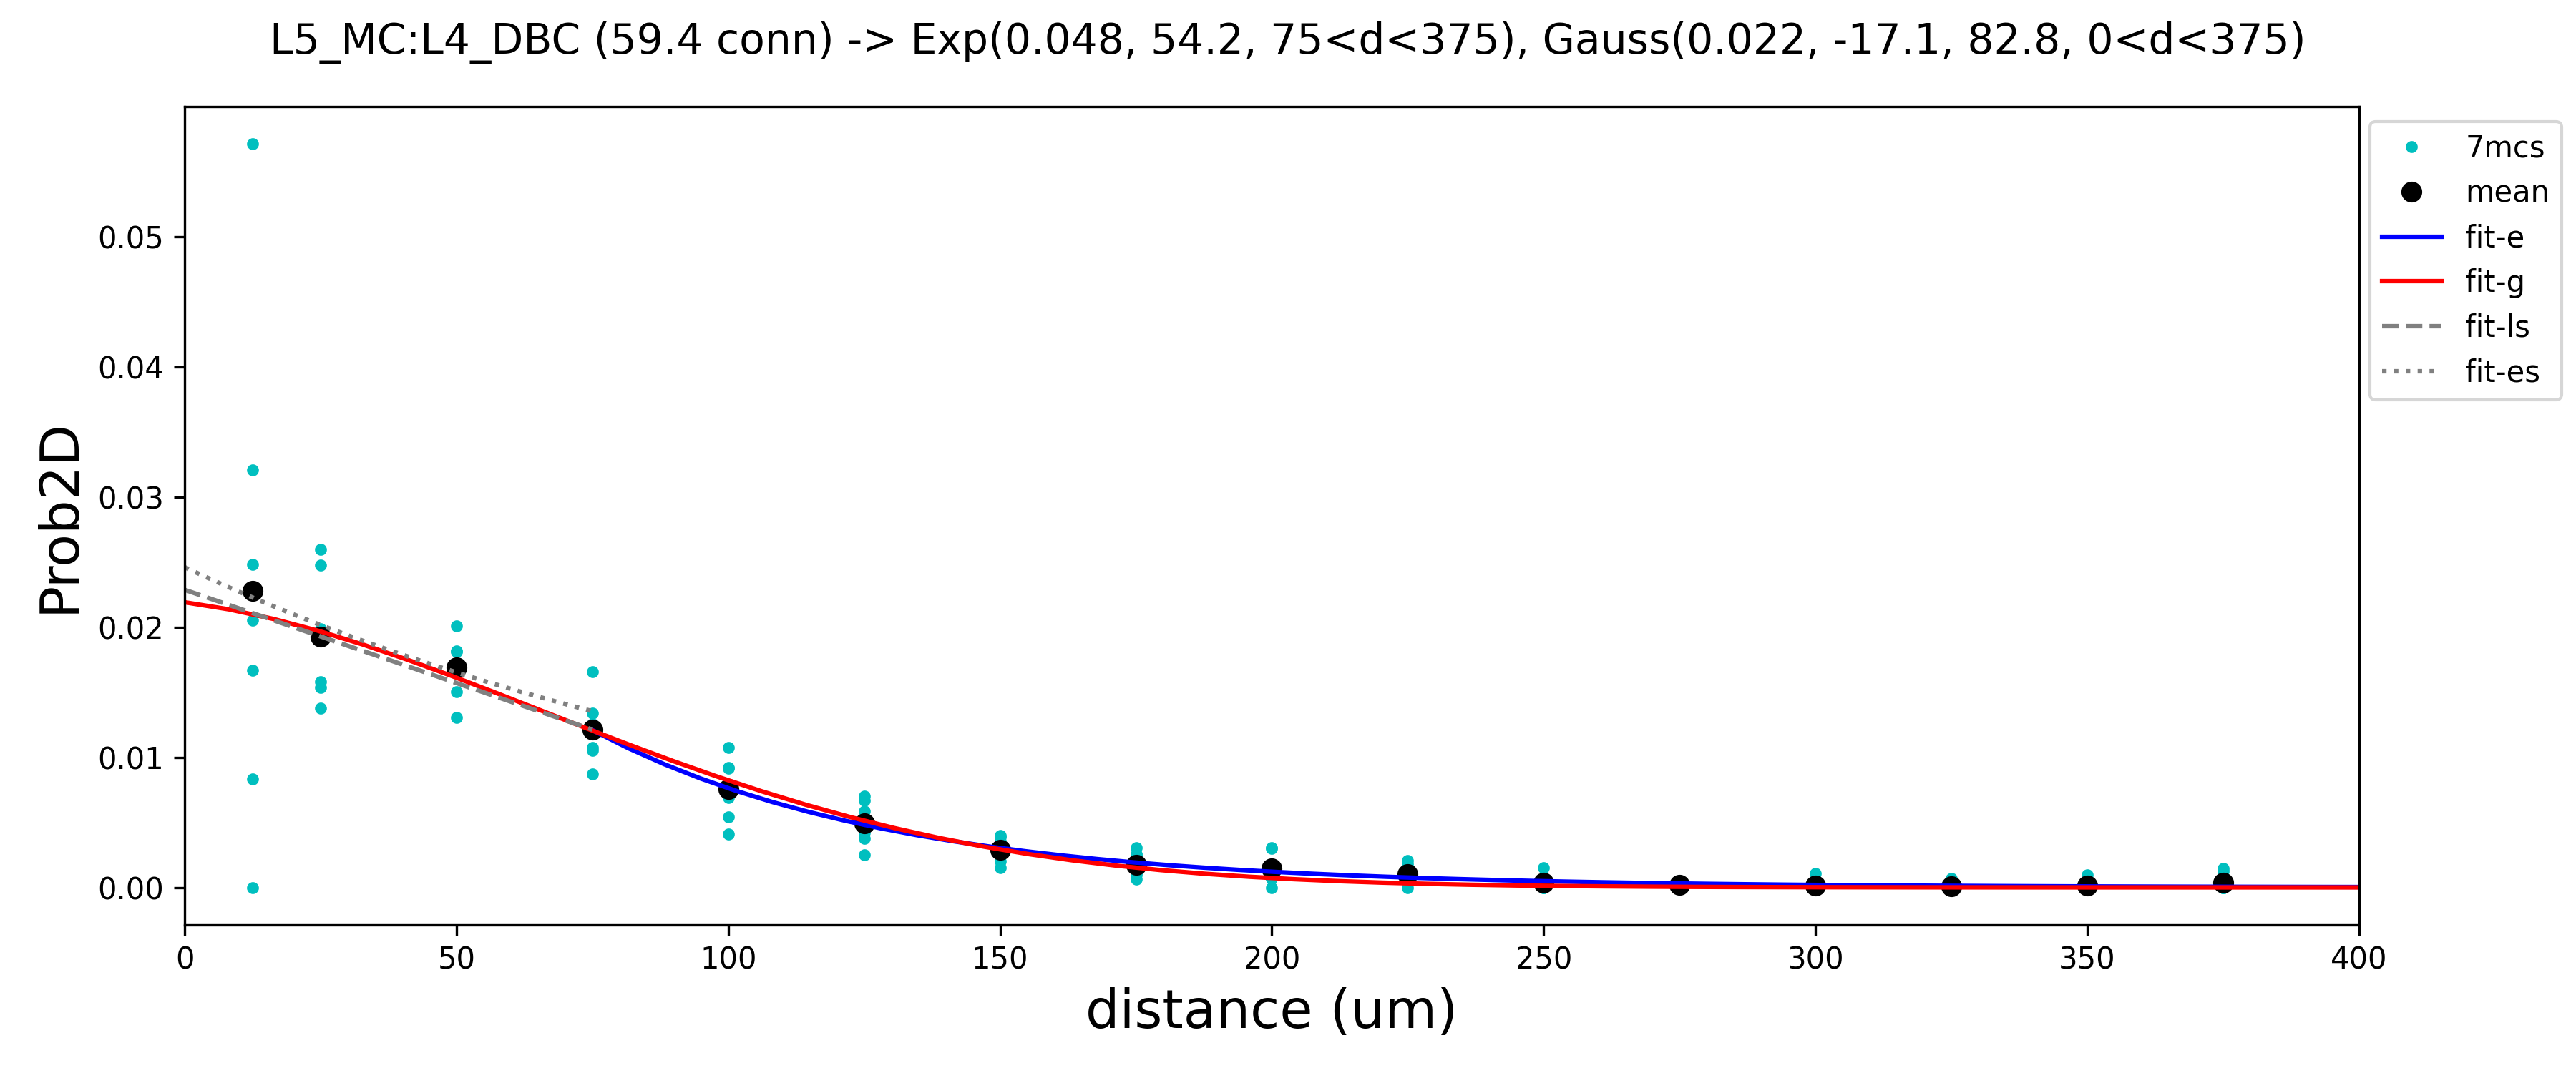 L5_MC:L4_DBC (59.4 conn) -> Exp(0.048, 54.2, 75<d<375), Gauss(0.022, -17.1, 82.8, 0<d<375)
7mcs
mean
fit-e
fit-g
fit-ls
fit-es
Prob2D
0.05
0.04
0.03
0.02
0.01
0.00
0 50 100 150 200 250 300 350 400
distance (um)